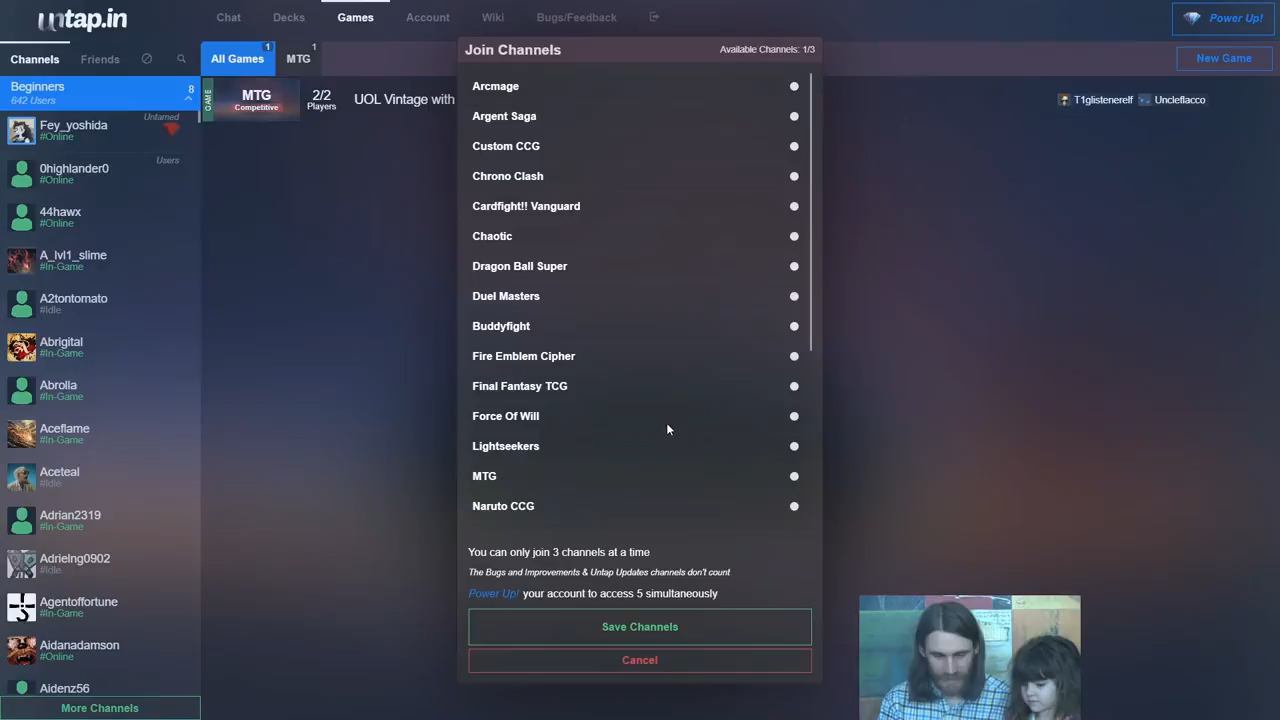 untap.in
Chat
Decks
Games
Account
Wiki
Bugs/Feedback
Power Up!
Channels
Friends
All Games
1
MTG
1
New Game
Beginners
642 Users
8
GAME
MTG
Competitive
2/2
Players
UOL Vintage with
T1glistenerelf
Uncleflacco
Untamed
Fey_yoshida
#Online
Users
0highlander0
#Online
44hawx
#Online
A_lvl1_slime
#In-Game
A2tontomato
#Idle
Abrigital
#In-Game
Abrolla
#In-Game
Aceflame
#In-Game
Aceteal
#Idle
Adrian2319
#In-Game
Adrielng0902
#Idle
Agentoffortune
#In-Game
Aidanadamson
#Online
Aidenz56
More Channels
Join Channels
Available Channels: 1/3
Arcmage
Argent Saga
Custom CCG
Chrono Clash
Cardfight!! Vanguard
Chaotic
Dragon Ball Super
Duel Masters
Buddyfight
Fire Emblem Cipher
Final Fantasy TCG
Force Of Will
Lightseekers
MTG
Naruto CCG
You can only join 3 channels at a time
The Bugs and Improvements & Untap Updates channels don't count
Power Up! your account to access 5 simultaneously
Save Channels
Cancel